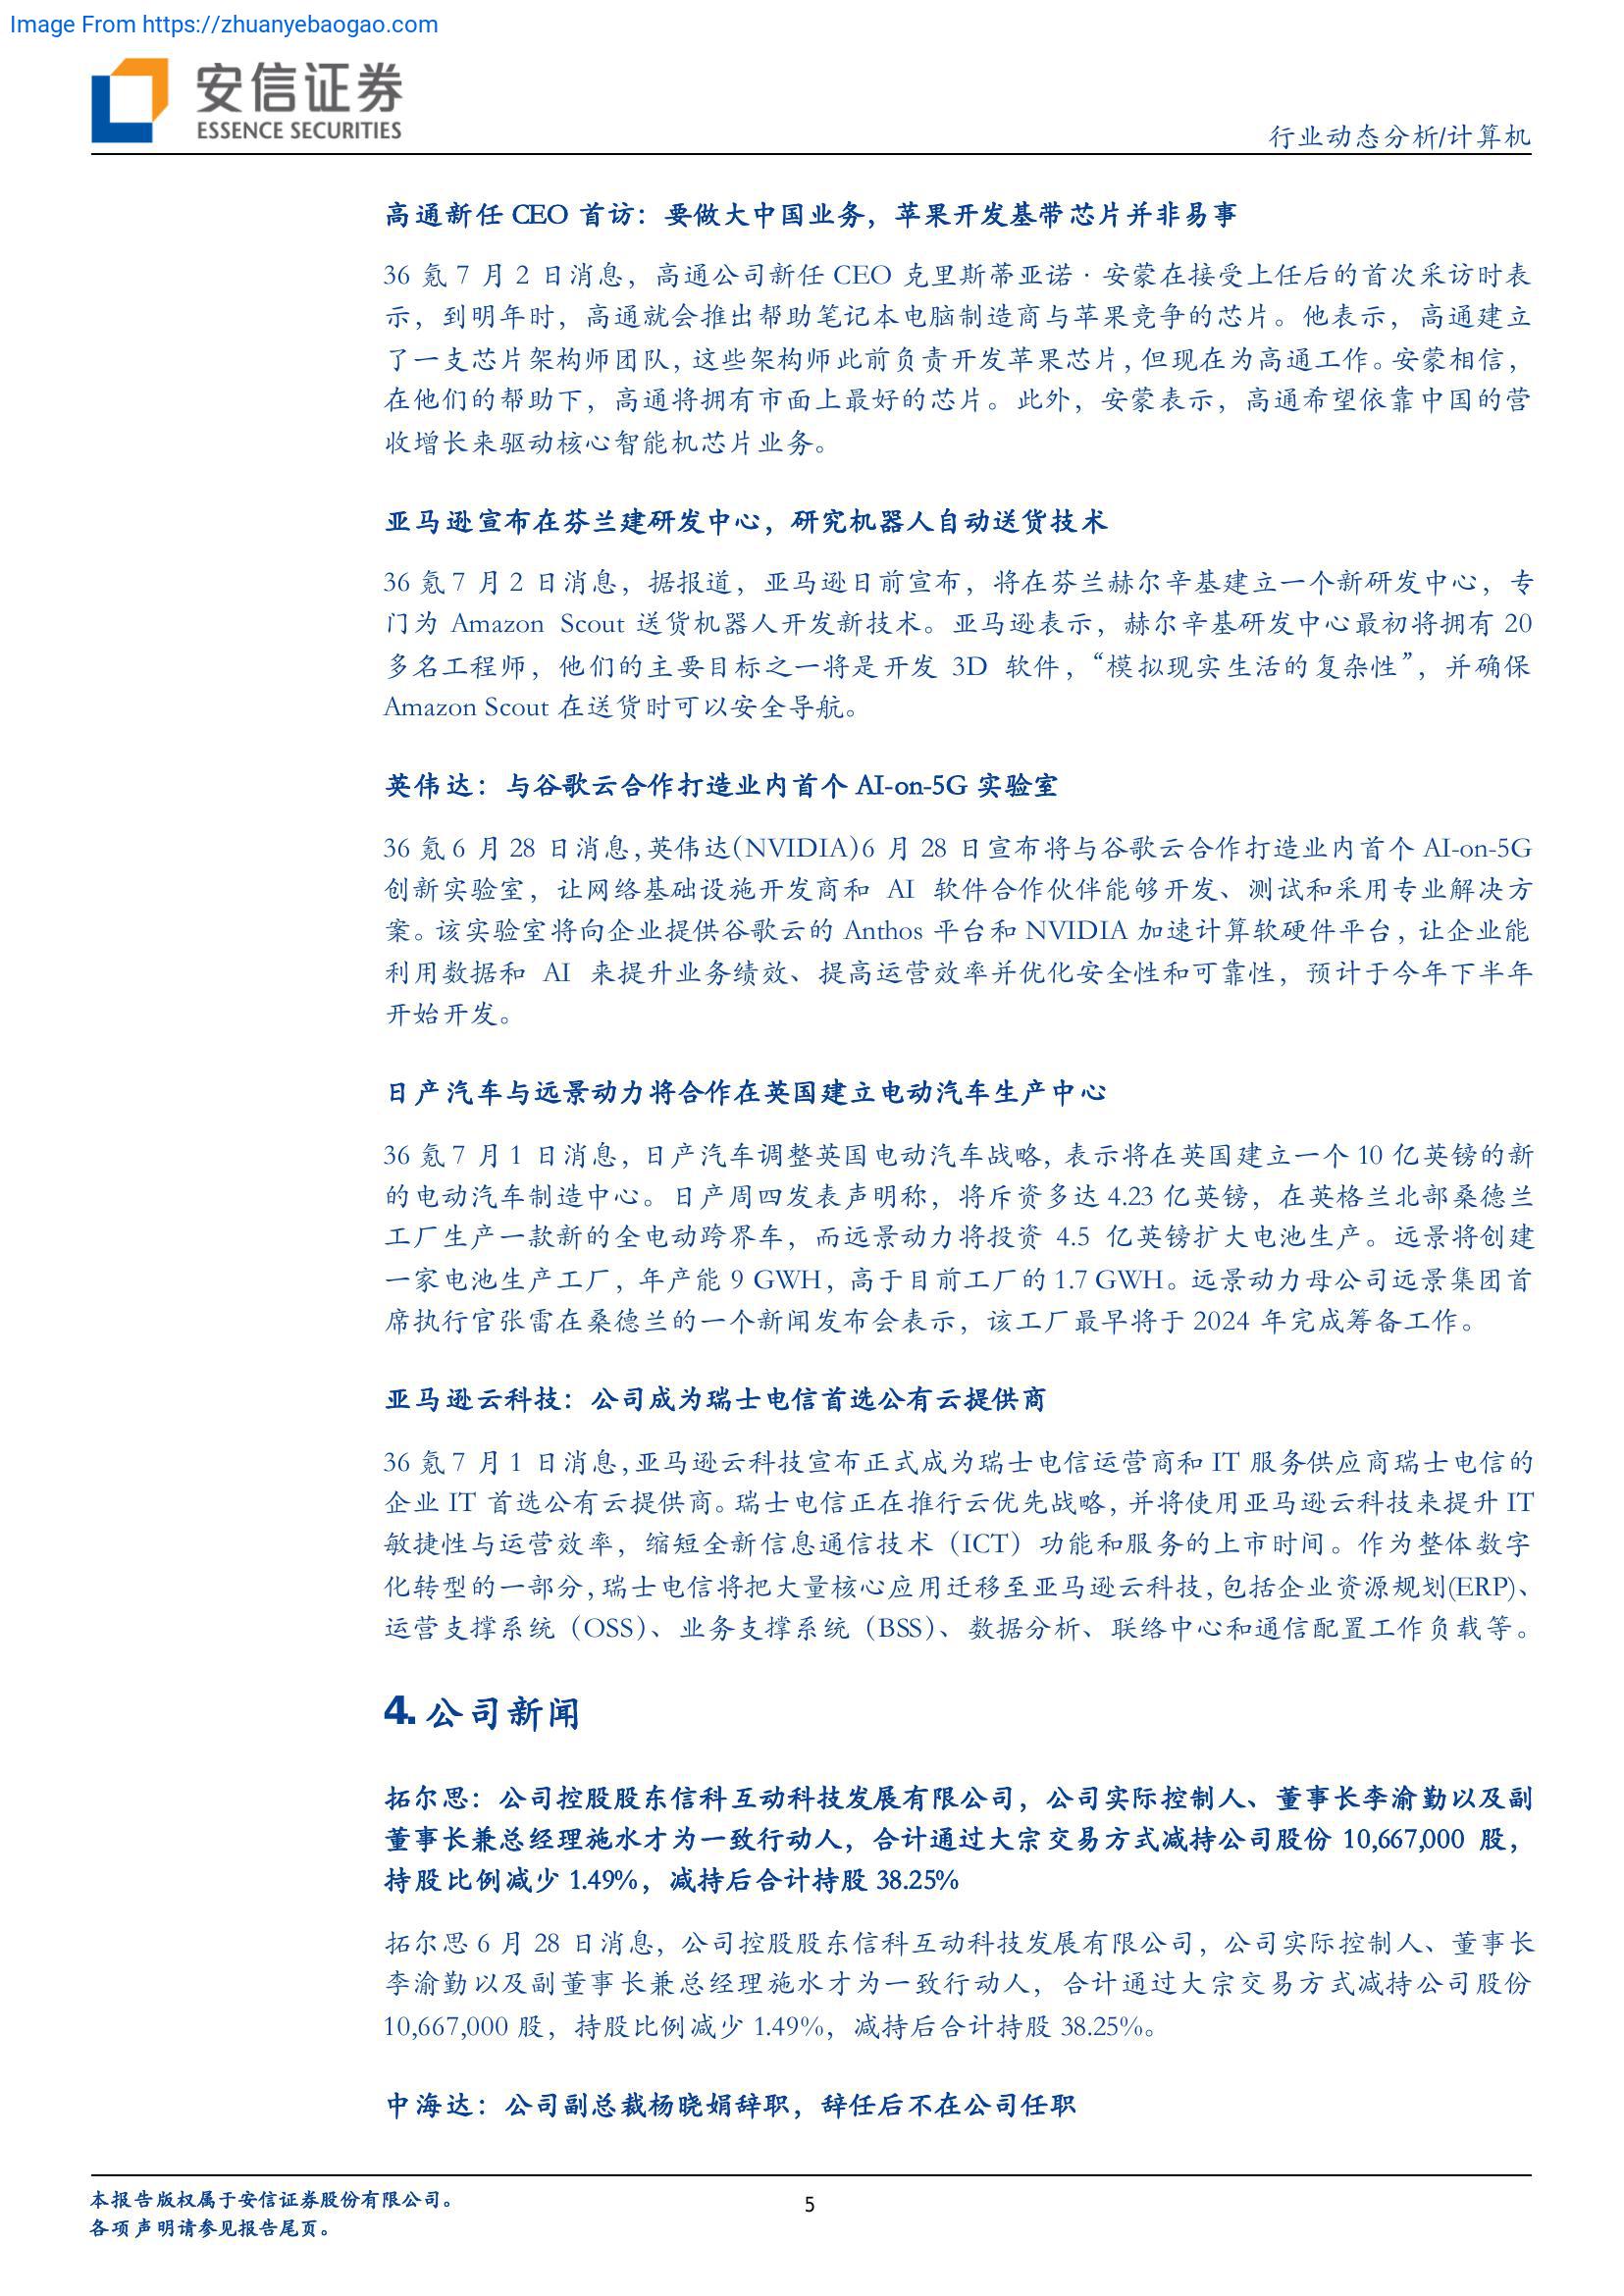 Image From https://zhuanyebaogao.com
安信证券
ESSENCE SECURITIES
行业动态分析/计算机
高通新任 CEO 首访：要做大中国业务，苹果开发基带芯片并非易事
36 氪 7 月 2 日消息，高通公司新任 CEO 克里斯蒂亚诺·安蒙在接受上任后的首次采访时表
示，到明年时，高通就会推出帮助笔记本电脑制造商与苹果竞争的芯片。他表示，高通建立
了一支芯片架构师团队，这些架构师此前负责开发苹果芯片，但现在为高通工作。安蒙相信，
在他们的帮助下，高通将拥有市面上最好的芯片。此外，安蒙表示，高通希望依靠中国的营
收增长来驱动核心智能机芯片业务。
亚马逊宣布在芬兰建研发中心，研究机器人自动送货技术
36 氪 7 月 2 日消息，据报道，亚马逊日前宣布，将在芬兰赫尔辛基建立一个新研发中心，专
门为 Amazon Scout 送货机器人开发新技术。亚马逊表示，赫尔辛基研发中心最初将拥有 20
多名工程师，他们的主要目标之一将是开发 3D 软件，“模拟现实生活的复杂性”，并确保
Amazon Scout 在送货时可以安全导航。
英伟达：与谷歌云合作打造业内首个 AI-on-5G 实验室
36 氪 6 月 28 日消息，英伟达(NVIDIA)6 月 28 日宣布将与谷歌云合作打造业内首个 AI-on-5G
创新实验室，让网络基础设施开发商和 AI 软件合作伙伴能够开发、测试和采用专业解决方
案。该实验室将向企业提供谷歌云的 Anthos 平台和 NVIDIA 加速计算软硬件平台，让企业能
利用数据和 AI 来提升业务绩效、提高运营效率并优化安全性和可靠性，预计于今年下半年
开始开发。
日产汽车与远景动力将合作在英国建立电动汽车生产中心
36 氪 7 月 1 日消息，日产汽车调整英国电动汽车战略，表示将在英国建立一个 10 亿英镑的新
的电动汽车制造中心。日产周四发表声明称，将斥资多达 4.23 亿英镑，在英格兰北部桑德兰
工厂生产一款新的全电动跨界车，而远景动力将投资 4.5 亿英镑扩大电池生产。远景将创建
一家电池生产工厂，年产能 9 GWH，高于目前工厂的 1.7 GWH。远景动力母公司远景集团首
席执行官张雷在桑德兰的一个新闻发布会表示，该工厂最早将于 2024 年完成筹备工作。
亚马逊云科技：公司成为瑞士电信首选公有云提供商
36 氪 7 月 1 日消息，亚马逊云科技宣布正式成为瑞士电信运营商和 IT 服务供应商瑞士电信的
企业 IT 首选公有云提供商。瑞士电信正在推行云优先战略，并将使用亚马逊云科技来提升 IT
敏捷性与运营效率，缩短全新信息通信技术（ICT）功能和服务的上市时间。作为整体数字
化转型的一部分，瑞士电信将把大量核心应用迁移至亚马逊云科技，包括企业资源规划(ERP)、
运营支撑系统（OSS）、业务支撑系统（BSS）、数据分析、联络中心和通信配置工作负载等。
4. 公司新闻
拓尔思：公司控股股东信科互动科技发展有限公司，公司实际控制人、董事长李渝勤以及副
董事长兼总经理施水才为一致行动人，合计通过大宗交易方式减持公司股份 10,667,000 股，
持股比例减少 1.49%，减持后合计持股 38.25%
拓尔思 6 月 28 日消息，公司控股股东信科互动科技发展有限公司，公司实际控制人、董事长
李渝勤以及副董事长兼总经理施水才为一致行动人，合计通过大宗交易方式减持公司股份
10,667,000 股，持股比例减少 1.49%，减持后合计持股 38.25%。
中海达：公司副总裁杨晓娟辞职，辞任后不在公司任职
本报告版权属于安信证券股份有限公司。
5
各项声明请参见报告尾页。